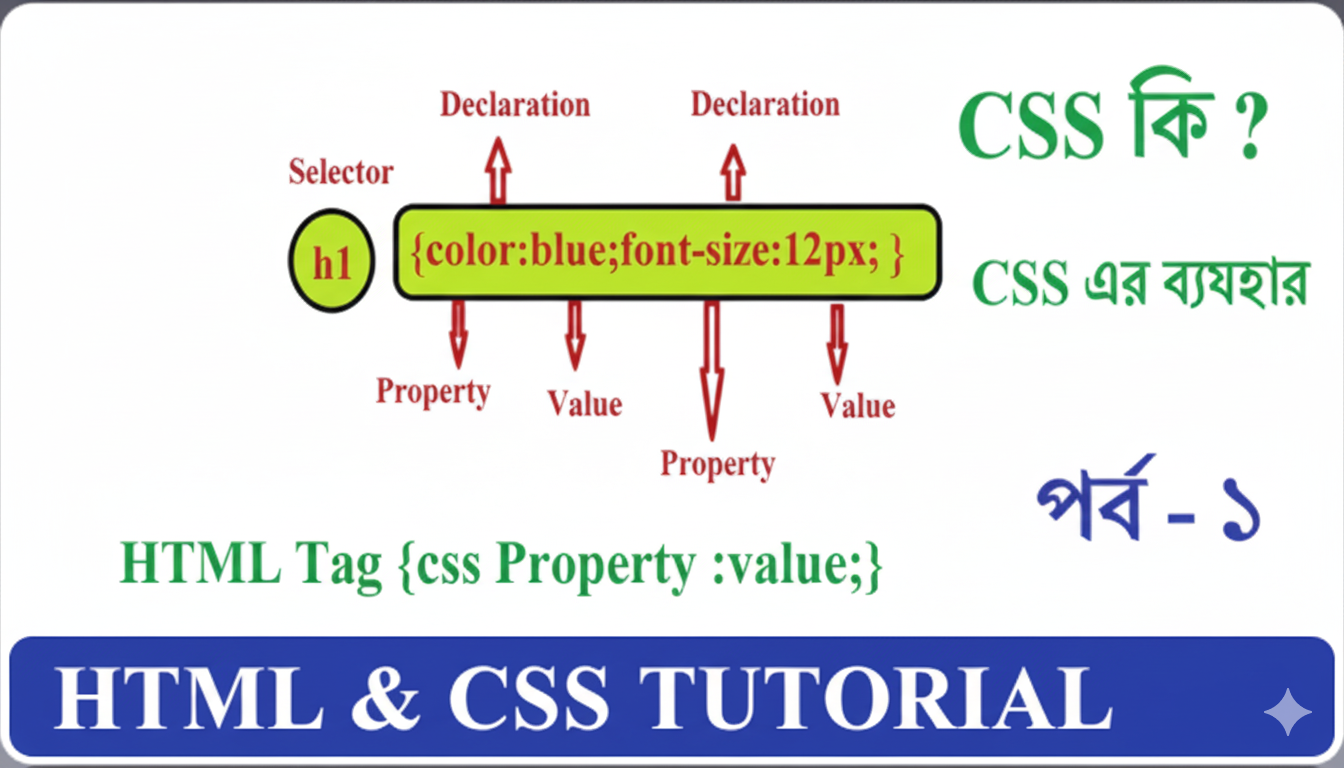 Declaration
Declaration
CSS কি ?
Selector
h1
{color:blue;font-size:12px; }
CSS এর ব্যযহার
Property
Value
Value
Property
পর্ব - ১
HTML Tag {css Property :value;}
HTML & CSS TUTORIAL